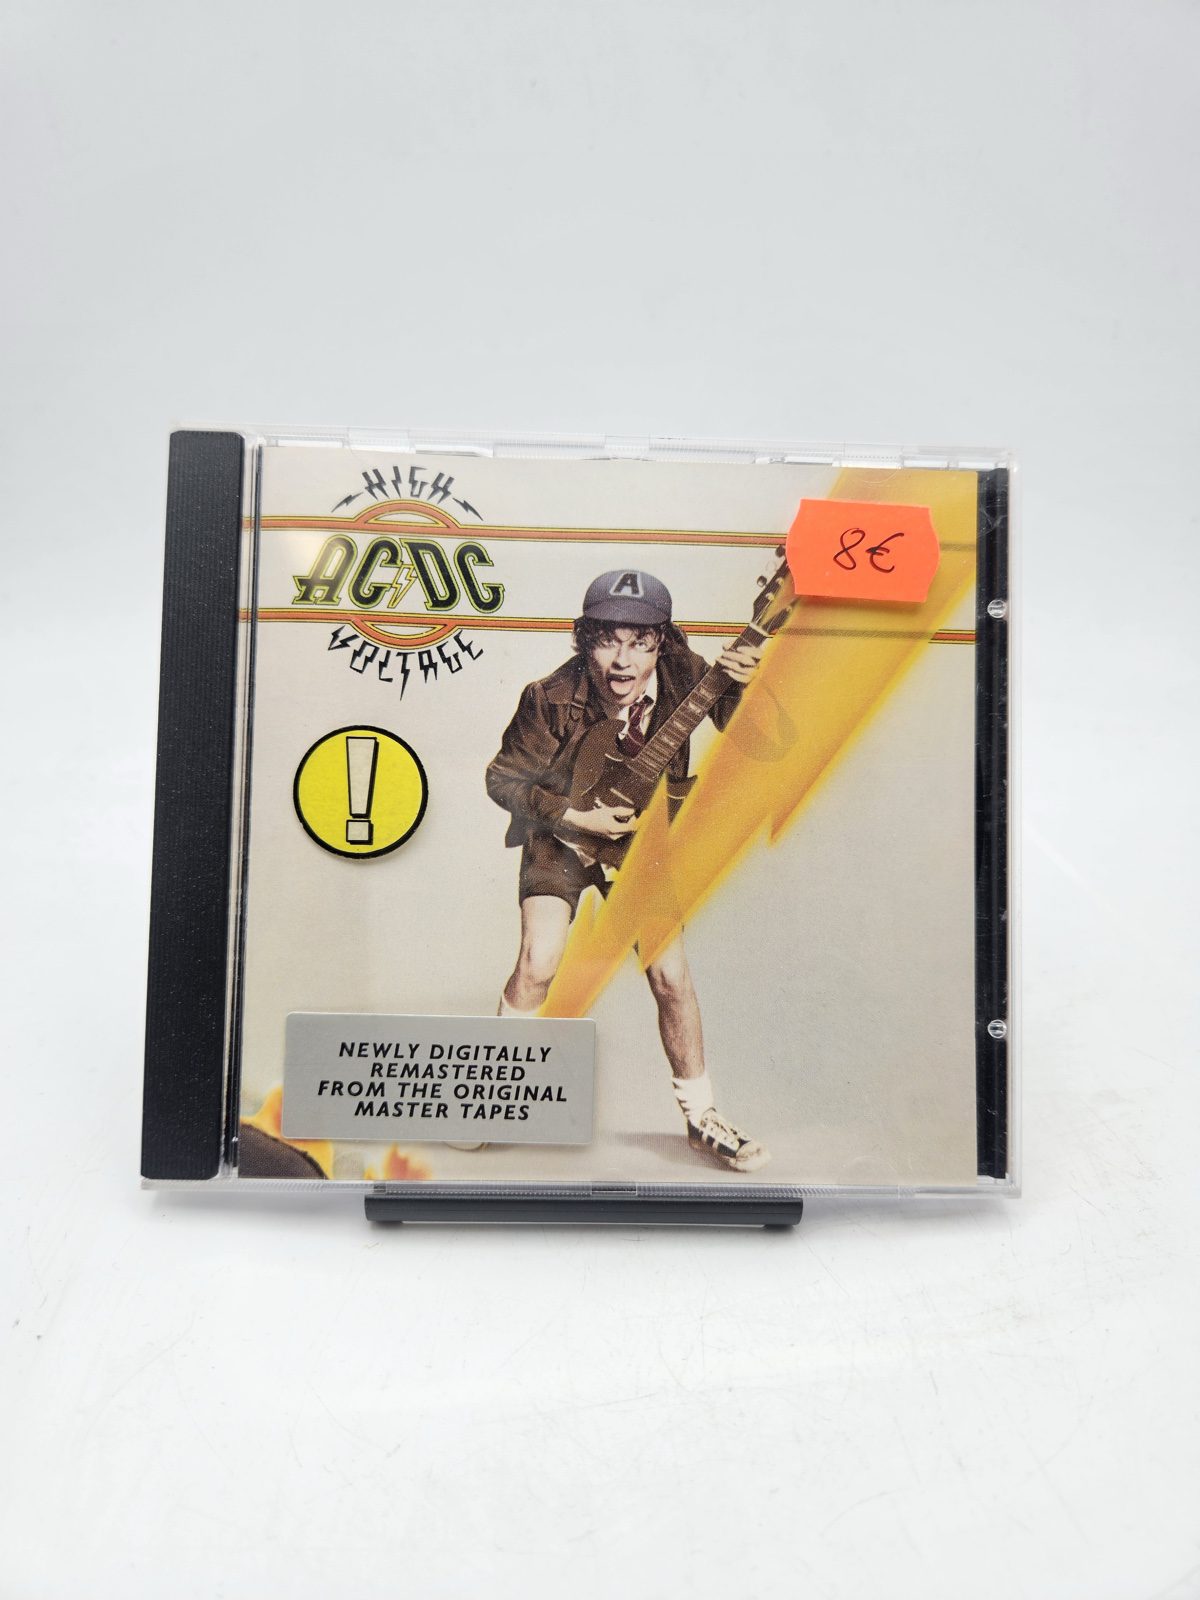 HIGH
AC/DC
VOLTAGE
8€
A
!
NEWLY DIGITALLY
REMASTERED
FROM THE ORIGINAL
MASTER TAPES